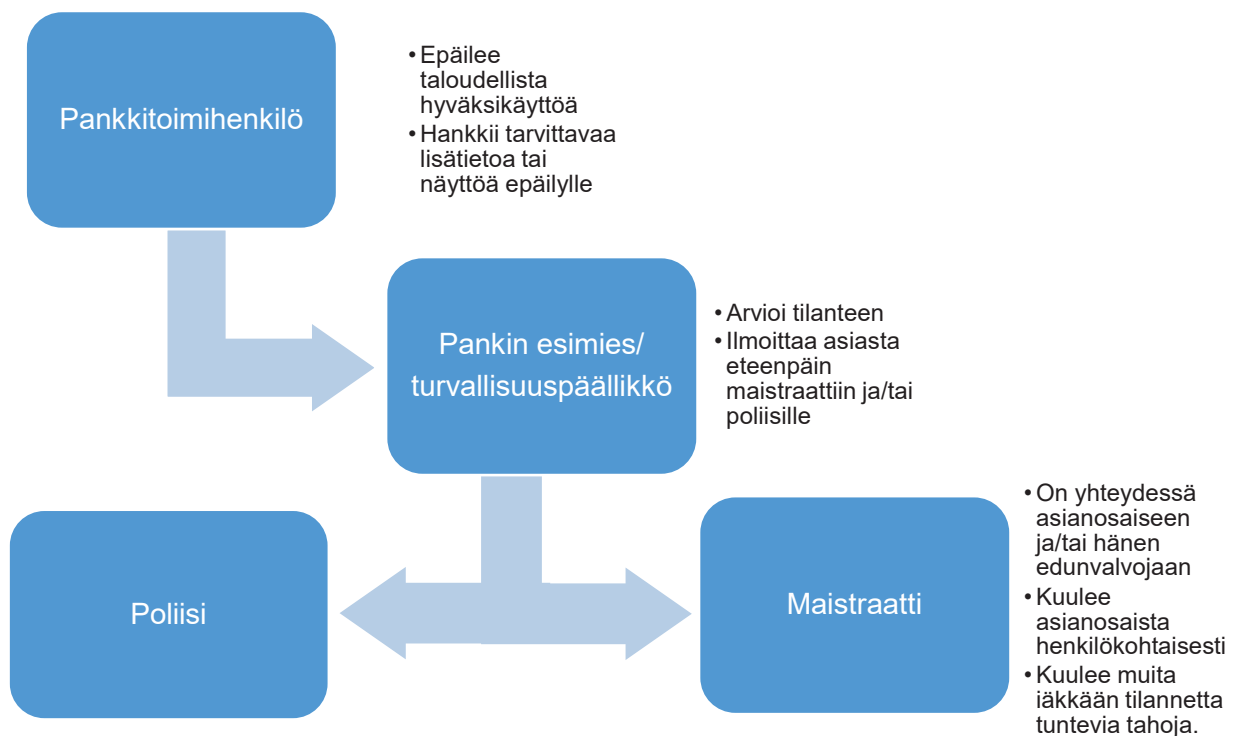 Pankkitoimihenkilö
• Epäilee
taloudellista
hyväksikäyttöä
• Hankkii tarvittavaa
lisätietoa tai
näyttöä epäilylle
Pankin esimies/
turvallisuuspäällikkö
• Arvioi tilanteen
• Ilmoittaa asiasta
eteenpäin
maistraattiin ja/tai
poliisille
Poliisi
Maistraatti
• On yhteydessä
asianosaiseen
ja/tai hänen
edunvalvojaan
• Kuulee
asianosaista
henkilökohtaisesti
• Kuulee muita
iäkkään tilannetta
tuntevia tahoja.